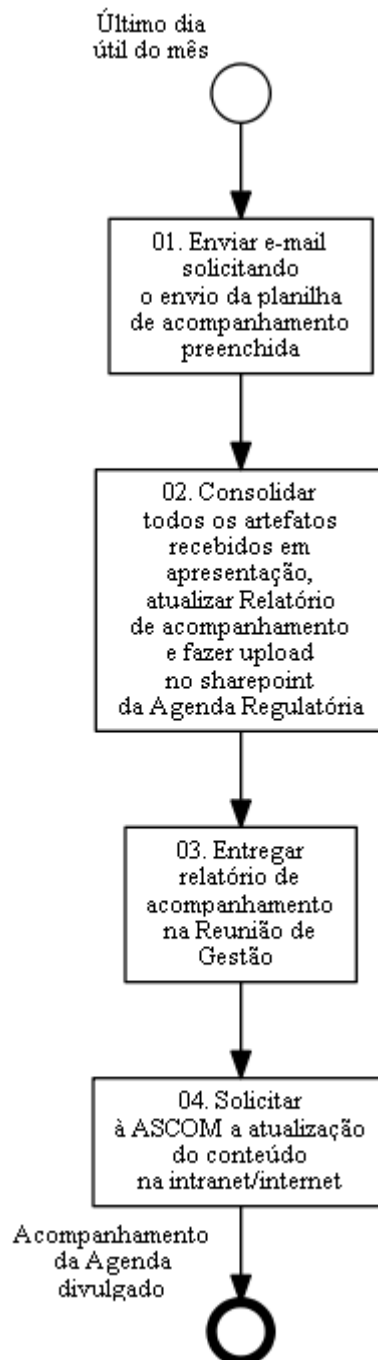 Último dia
útil do mês
01. Enviar e-mail
solicitando
o envio da planilha
de acompanhamento
preenchida
02. Consolidar
todos os artefatos
recebidos em
apresentação,
atualizar Relatório
de acompanhamento
e fazer upload
no sharepoint
da Agenda Regulatória
03. Entregar
relatório de
acompanhamento
na Reunião de
Gestão
04. Solicitar
à ASCOM a atualização
do conteúdo
na intranet/internet
Acompanhamento
da Agenda
divulgado